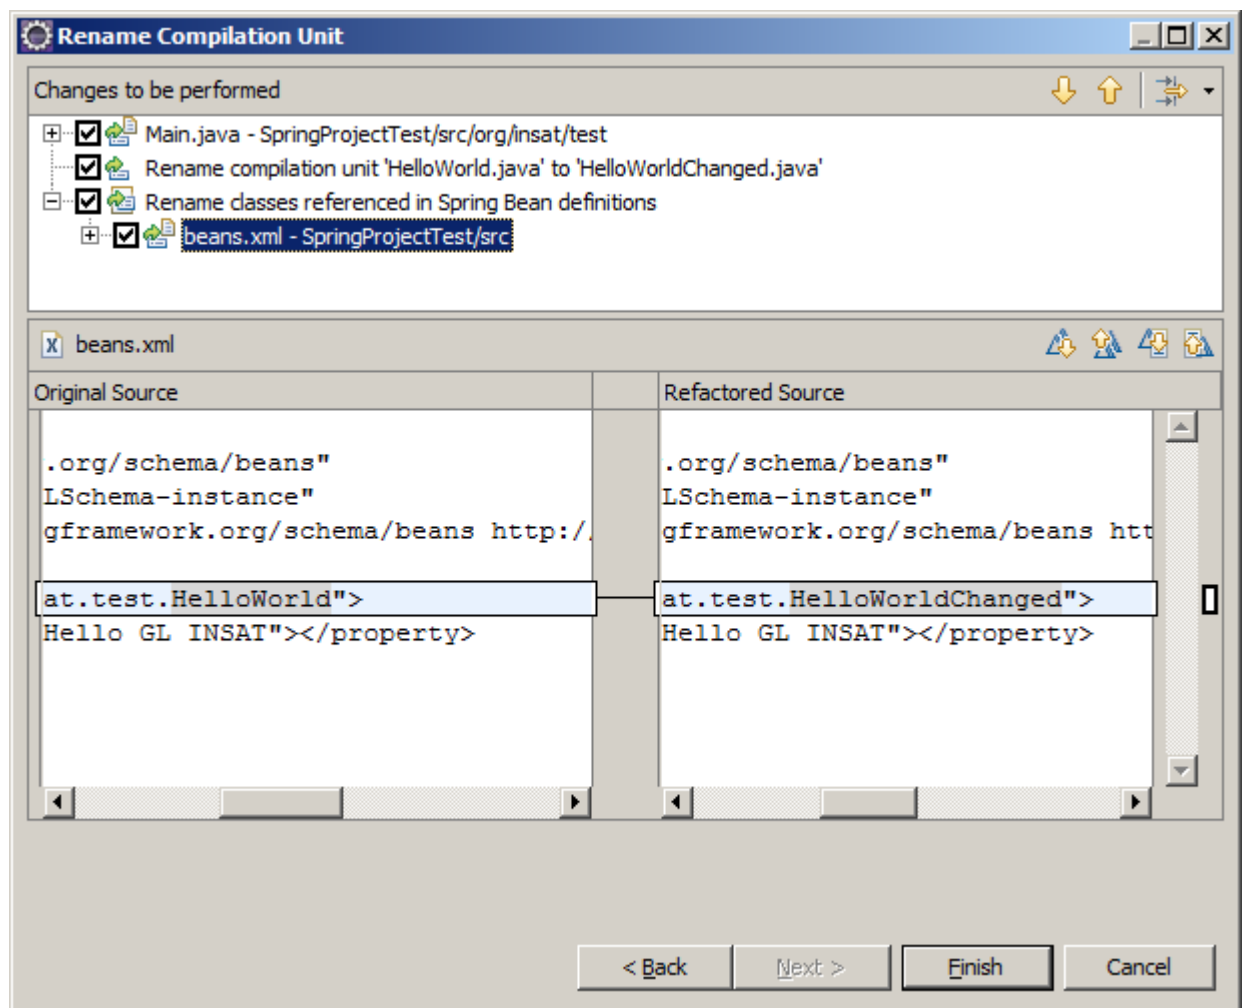 Rename Compilation Unit
Changes to be performed
Main.java - SpringProjectTest/src/org/insat/test
Rename compilation unit 'HelloWorld.java' to 'HelloWorldChanged.java'
Rename classes referenced in Spring Bean definitions
beans.xml - SpringProjectTest/src
X beans.xml
Original Source
.org/schema/beans"
LSchema-instance"
gframework.org/schema/beans http:/
at.test.HelloWorld">
Hello GL INSAT"></property>
Refactored Source
.org/schema/beans"
LSchema-instance"
gframework.org/schema/beans htt
at.test.HelloWorldChanged">
Hello GL INSAT"></property>
< Back Next > Finish Cancel